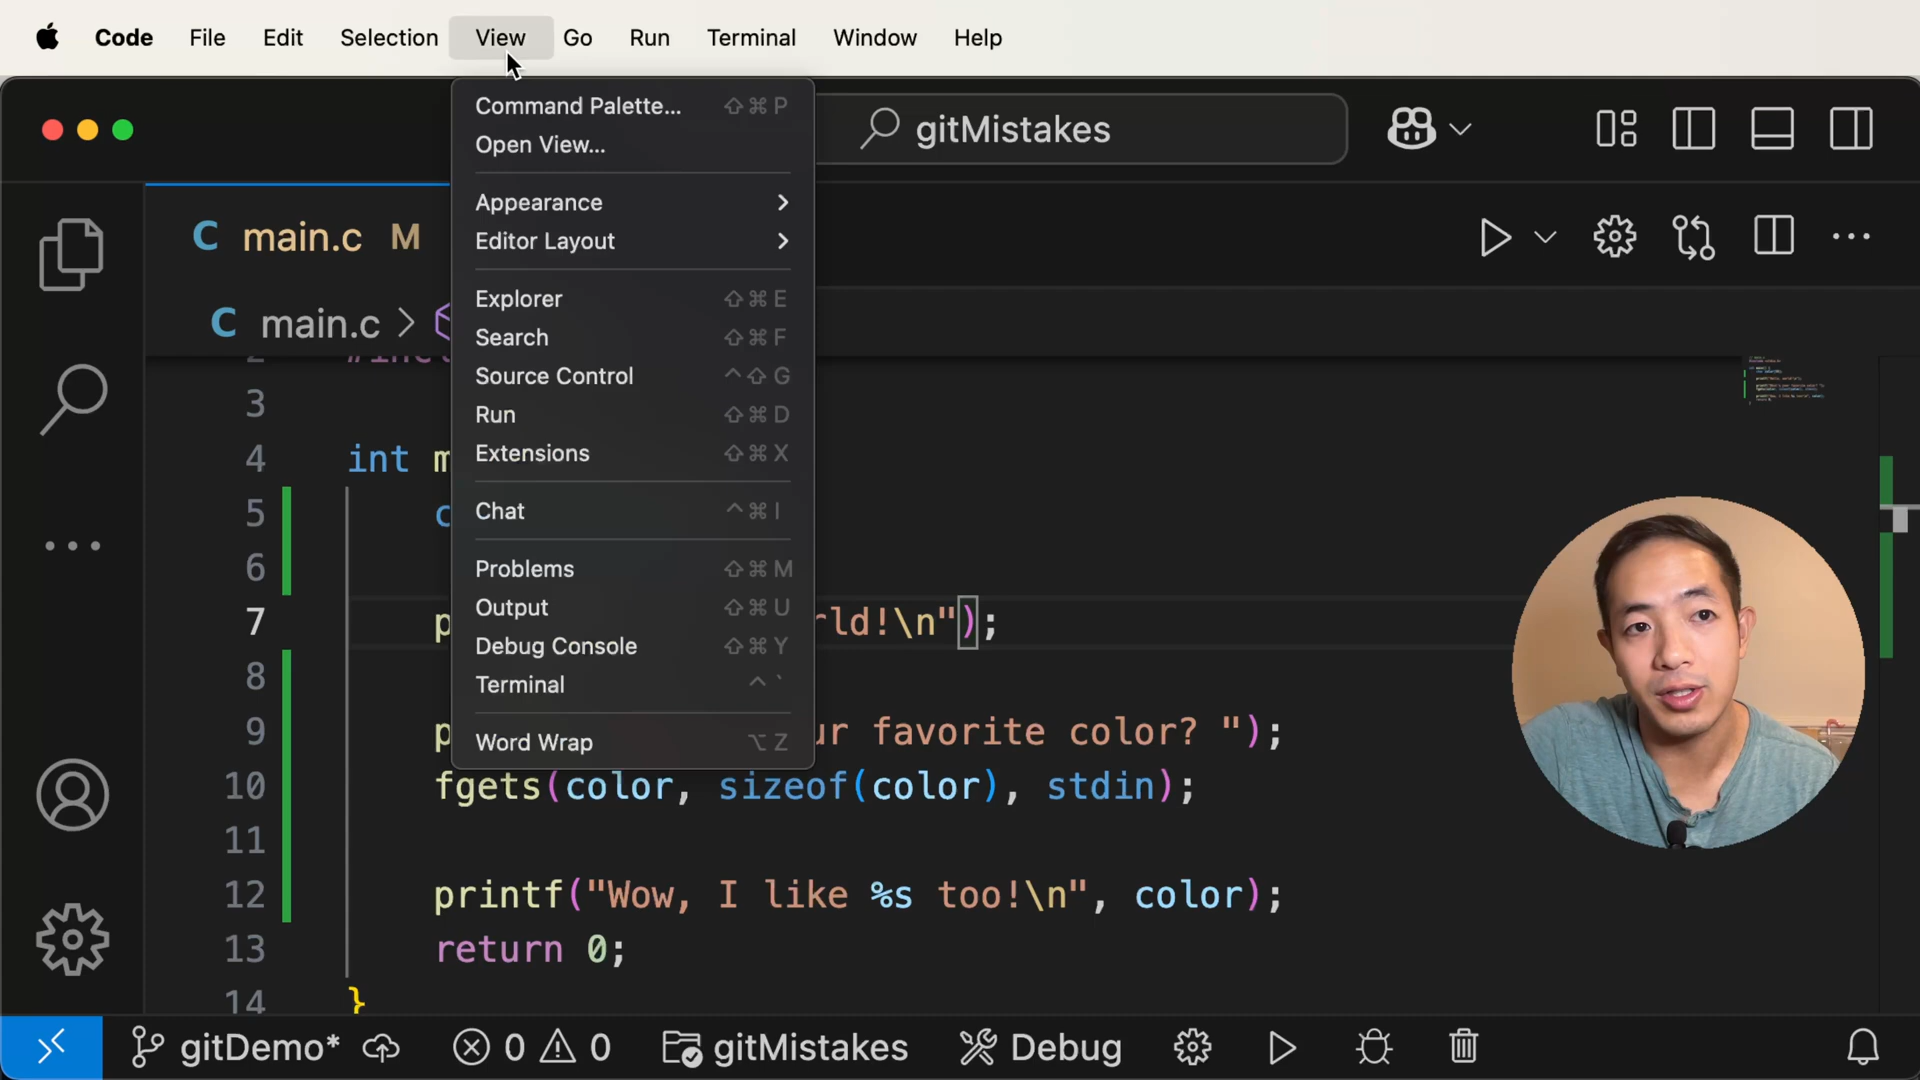 Code File Edit Selection View Go Run Terminal Window Help
gitMistakes
Command Palette... ⇧⌘P
Open View...
Appearance
Editor Layout
Explorer ⇧⌘E
Search ⇧⌘F
Source Control ^⇧G
Run ⇧⌘D
Extensions ⇧⌘X
Chat ^⌘I
Problems ⇧⌘M
Output ⇧⌘U
Debug Console ⇧⌘Y
Terminal ^`
Word Wrap ⌥Z
C main.c M
C main.c >
2 #incl
3
4 int m
5 c
6
7 p rld!\n");
8
9 p ur favorite color? ");
10 fgets(color, sizeof(color), stdin);
11
12 printf("Wow, I like %s too!\n", color);
13 return 0;
14 }
gitDemo* 0 0 gitMistakes Debug